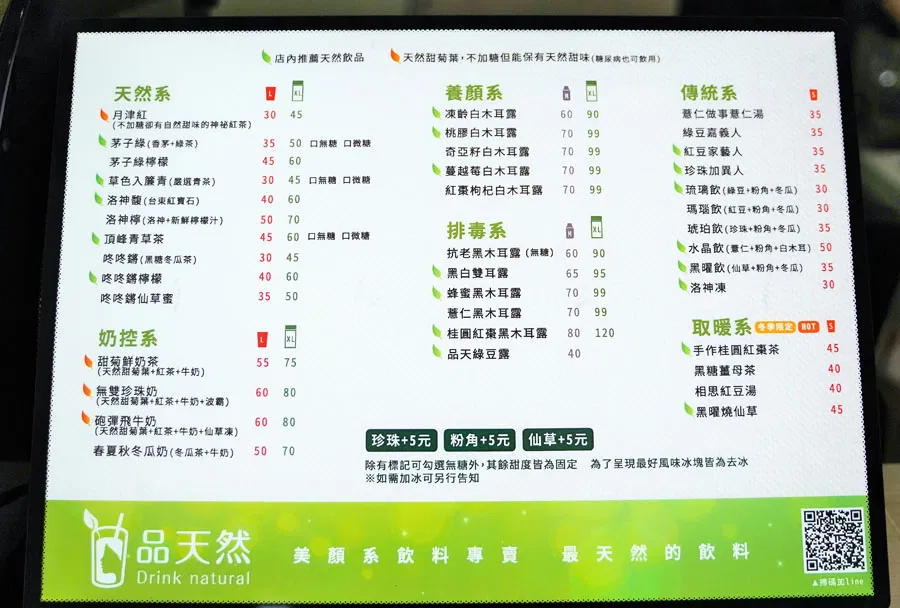 店內推薦天然飲品
天然甜菊葉，不加糖但能保有天然甜味(糖尿病也可飲用)
天然系 L XL
月津紅 30 45
(不加糖卻有自然甜味的神祕紅茶)
茅子綠(香茅+綠茶) 35 50 口無糖 口微糖
茅子綠檸檬 45 60
草色入簾青(嚴選青茶) 30 45 口無糖 口微糖
洛神馥(台東紅寶石) 40 60
洛神檸(洛神+新鮮檸檬汁) 50 70
頂峰青草茶 45 60 口無糖 口微糖
咚咚鏘(黑糖冬瓜茶) 30 45
咚咚鏘檸檬 40 60
咚咚鏘仙草蜜 35 50
奶控系 L XL
甜菊鮮奶茶 55 75
(天然甜菊葉+紅茶+牛奶)
無雙珍珠奶 60 80
(天然甜菊葉+紅茶+牛奶+波霸)
砲彈飛牛奶 60 80
(天然甜菊葉+紅茶+牛奶+仙草凍)
春夏秋冬瓜奶(冬瓜茶+牛奶) 50 70
養顏系 M XL
凍齡白木耳露 60 90
桃膠白木耳露 70 99
奇亞籽白木耳露 70 99
蔓越莓白木耳露 70 99
紅棗枸杞白木耳露 70 99
排毒系 M XL
抗老黑木耳露(無糖) 60 90
黑白雙耳露 65 95
蜂蜜黑木耳露 70 99
薏仁黑木耳露 70 99
桂圓紅棗黑木耳露 80 120
品天綠豆露 40
傳統系 S
薏仁做事薏仁湯 35
綠豆嘉義人 35
紅豆家藝人 35
珍珠加異人 35
琉璃飲(綠豆+粉角+冬瓜) 30
瑪瑙飲(紅豆+粉角+冬瓜) 30
琥珀飲(珍珠+粉角+冬瓜) 35
水晶飲(薏仁+粉角+白木耳) 50
黑曜飲(仙草+粉角+冬瓜) 35
洛神凍 30
取暖系 冬季限定 HOT S
手作桂圓紅棗茶 45
黑糖薑母茶 40
相思紅豆湯 40
黑曜燒仙草 45
珍珠+5元 粉角+5元 仙草+5元
除有標記可勾選無糖外，其餘甜度皆為固定 為了呈現最好風味冰塊皆為去冰
※如需加冰可另行告知
品天然
Drink natural
美顏系飲料專賣 最天然的飲料
▲掃碼加line